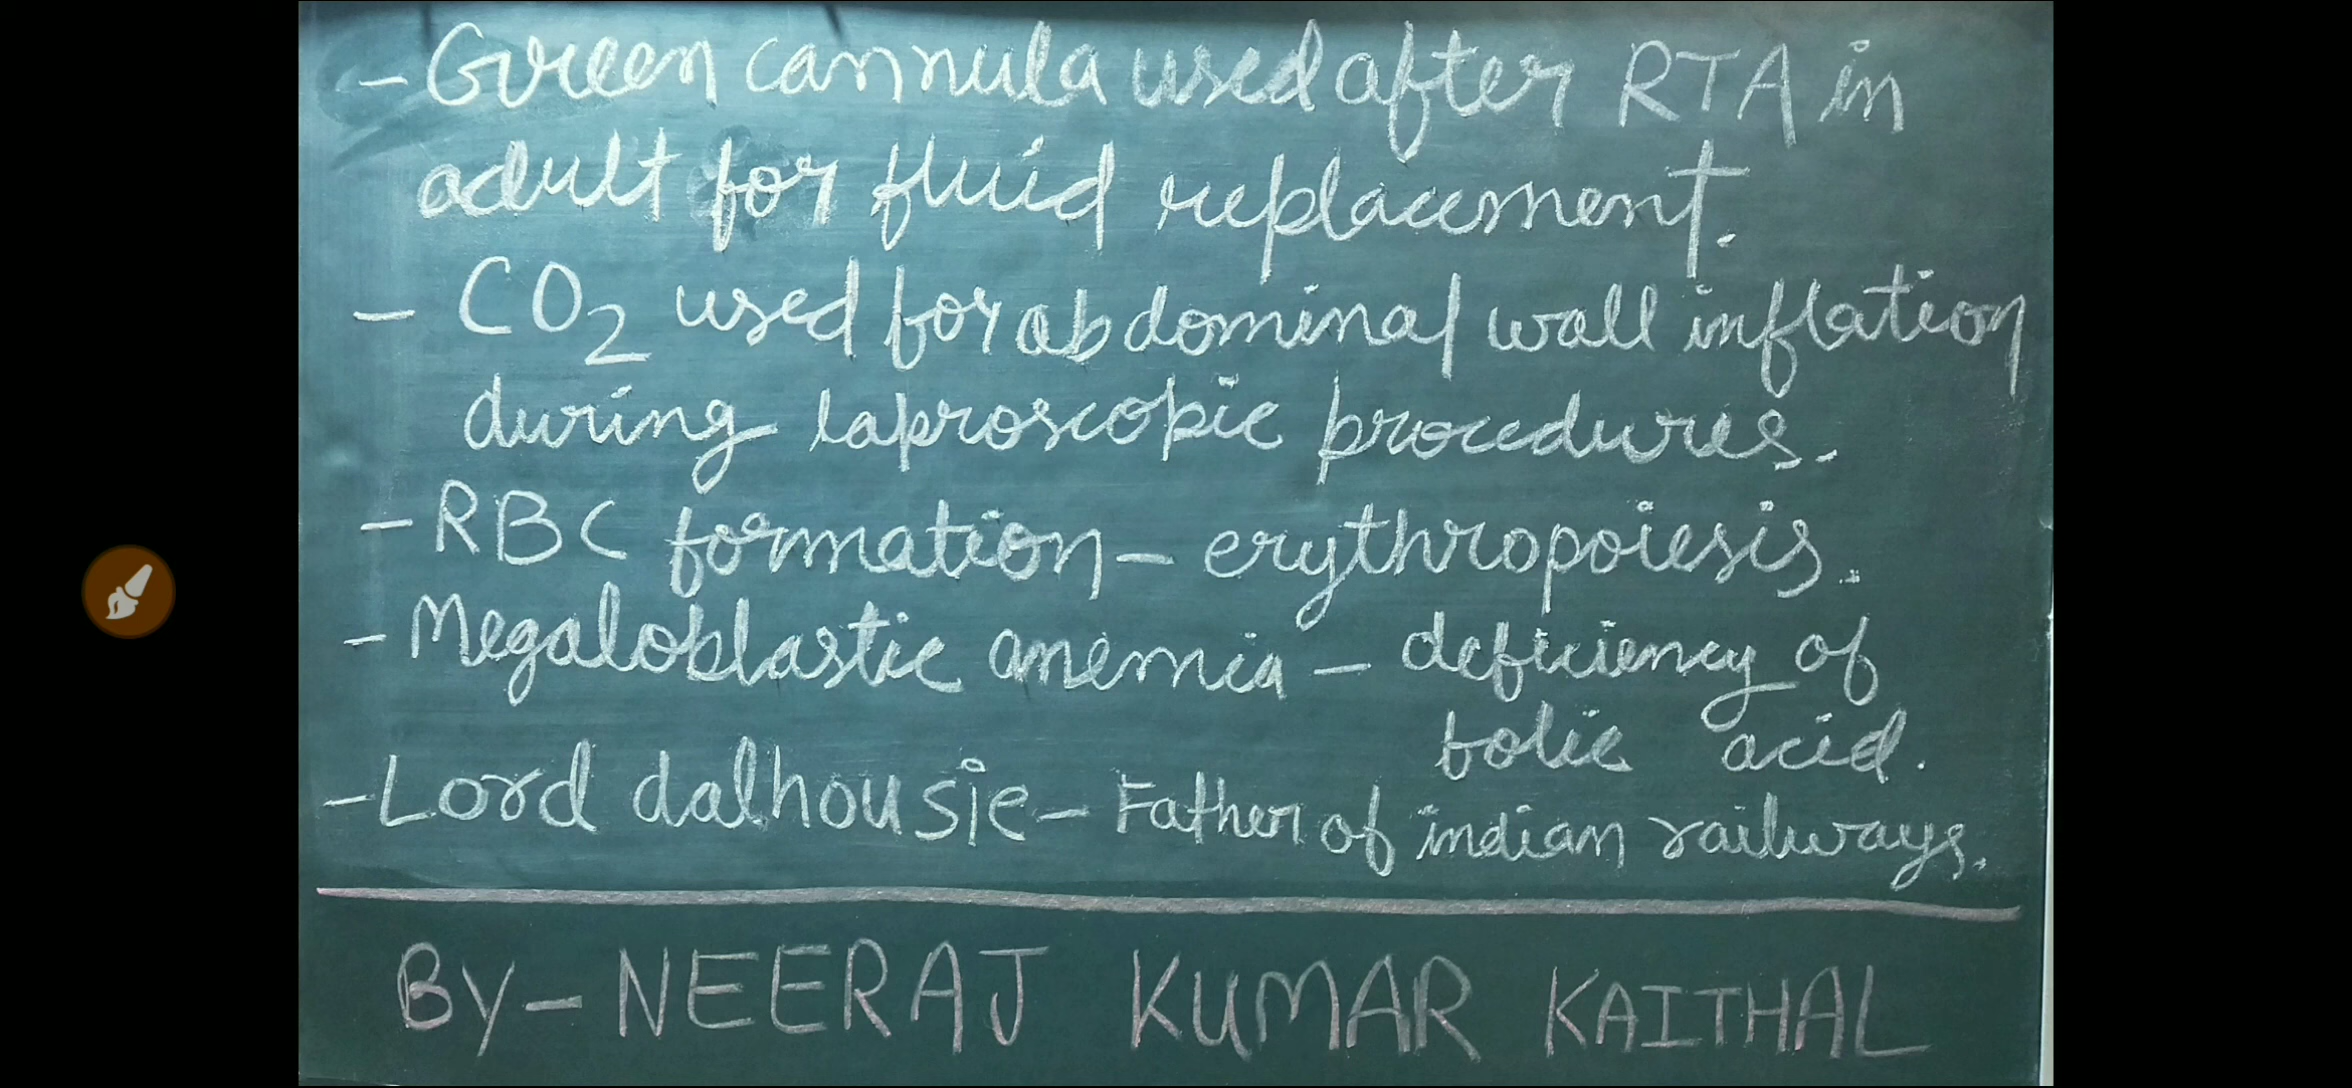 - Green cannula used after RTA in
adult for fluid replacement.
- CO2 used for abdominal wall inflation
during laproscopic procedures.
- RBC formation - erythropoiesis.
- Megaloblastic anemia - deficiency of
folic acid.
- Lord dalhousie - Father of indian railways.
BY - NEERAJ KUMAR KAITHAL